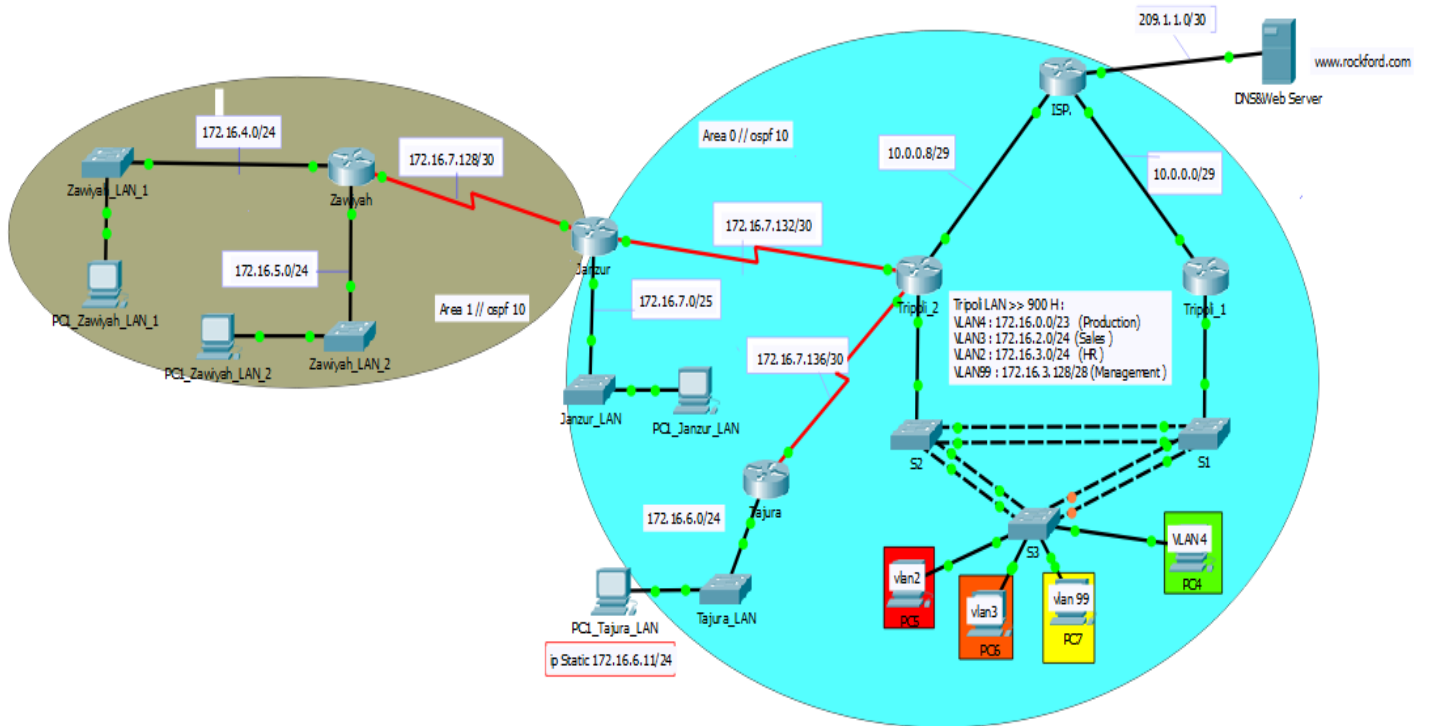 209.1.1.0/30
www.rockford.com
DNS&Web Server
ISP.
172.16.4.0/24
Area 0 // ospf 10
172.16.7.128/30
10.0.0.8/29
10.0.0.0/29
Zawiyah_LAN_1
Zawiyah
172.16.7.132/30
172.16.5.0/24
Janzur
172.16.7.0/25
Tripoli_2
Tripoli_1
Tripoli LAN >> 900 H :
VLAN4 : 172.16.0.0/23 (Production)
VLAN3 : 172.16.2.0/24 (Sales )
VLAN2 : 172.16.3.0/24 (HR )
VLAN99 : 172.16.3.128/28 (Management )
Area 1 // ospf 10
PC1_Zawiyah_LAN_1
PC1_Zawiyah_LAN_2
Zawiyah_LAN_2
172.16.7.136/30
Janzur_LAN
PC1_Janzur_LAN
S2
S1
Tajura
172.16.6.0/24
S3
VLAN 4
PC4
vlan2
PC5
vlan3
PC6
vlan 99
PC7
PC1_Tajura_LAN
Tajura_LAN
ip Static 172.16.6.11/24